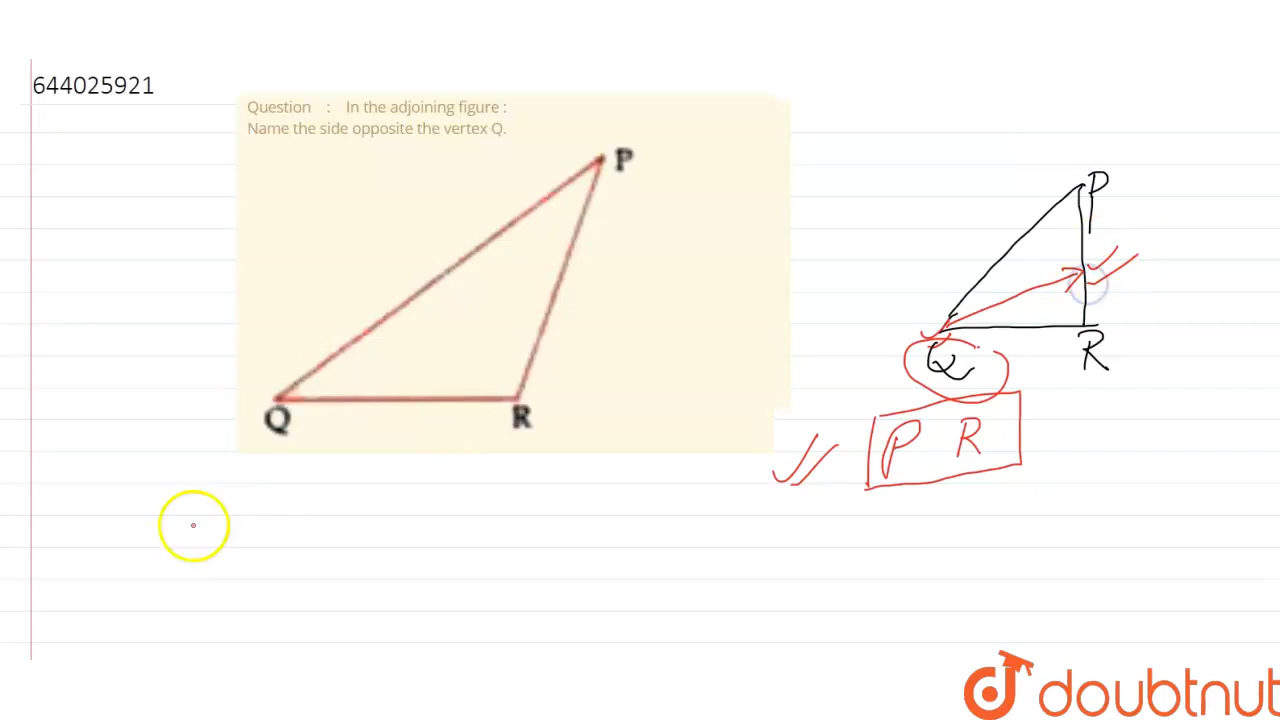 644025921
Question : In the adjoining figure :
Name the side opposite the vertex Q.
P
Q
R
P
Q
R
P R
doubtnut